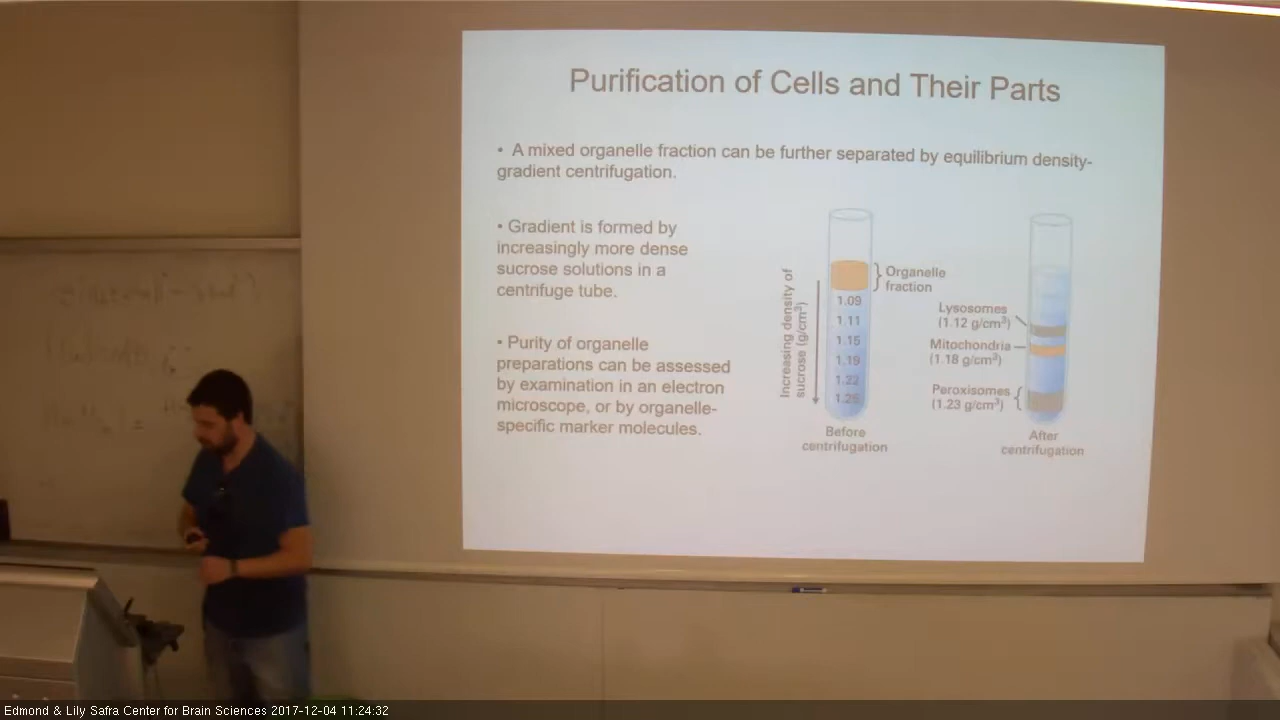 Purification of Cells and Their Parts
• A mixed organelle fraction can be further separated by equilibrium density-
gradient centrifugation.
• Gradient is formed by
increasingly more dense
sucrose solutions in a
centrifuge tube.
• Purity of organelle
preparations can be assessed
by examination in an electron
microscope, or by organelle-
specific marker molecules.
Increasing density of
sucrose (g/cm³)
Organelle
fraction
1.09
1.11
1.15
1.19
1.22
1.25
Before
centrifugation
Lysosomes
(1.12 g/cm³)
Mitochondria
(1.18 g/cm³)
Peroxisomes
(1.23 g/cm³)
After
centrifugation
Edmond & Lily Safra Center for Brain Sciences 2017-12-04 11:24:32